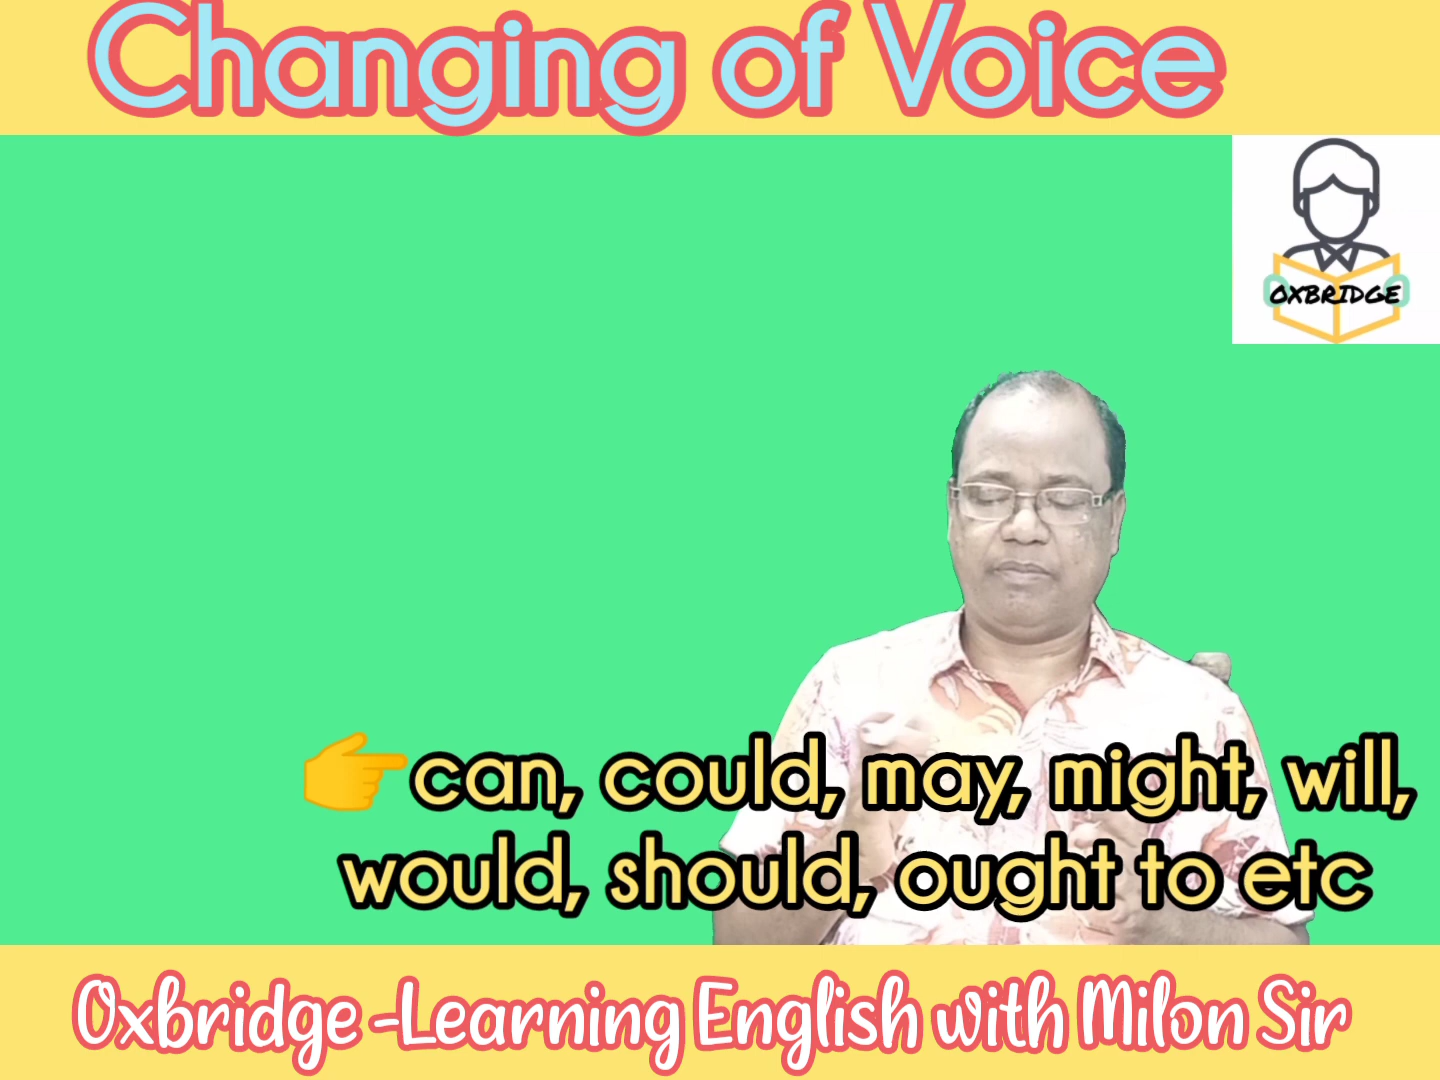 Changing of Voice
OXBRIDGE
👉can, could, may, might, will,
would, should, ought to etc
Oxbridge -Learning English with Milon Sir